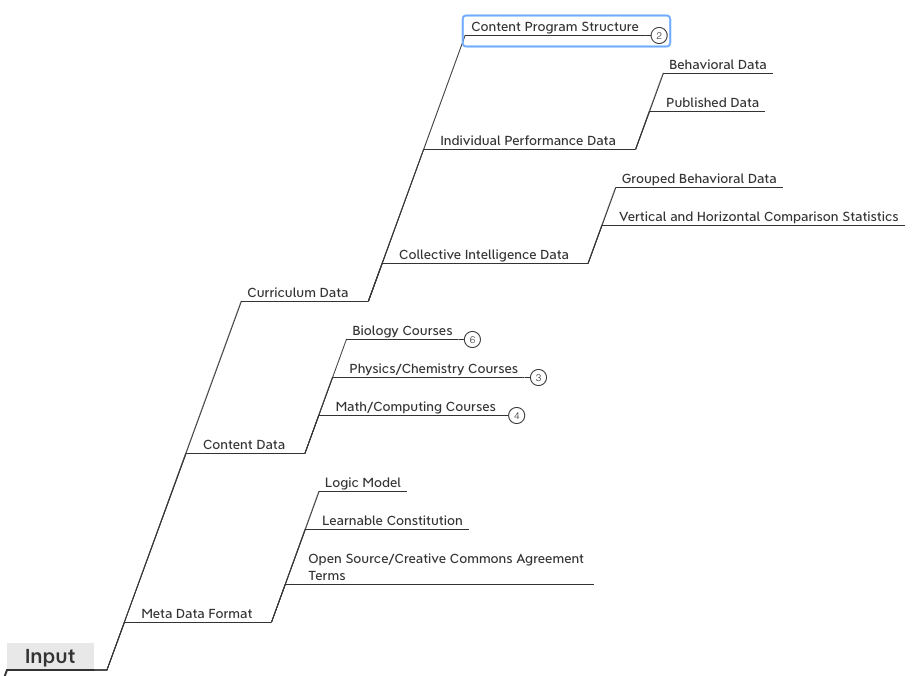 Content Program Structure 2
Behavioral Data
Published Data
Individual Performance Data
Grouped Behavioral Data
Vertical and Horizontal Comparison Statistics
Collective Intelligence Data
Curriculum Data
Biology Courses 6
Physics/Chemistry Courses 3
Math/Computing Courses 4
Content Data
Logic Model
Learnable Constitution
Open Source/Creative Commons Agreement
Terms
Meta Data Format
Input